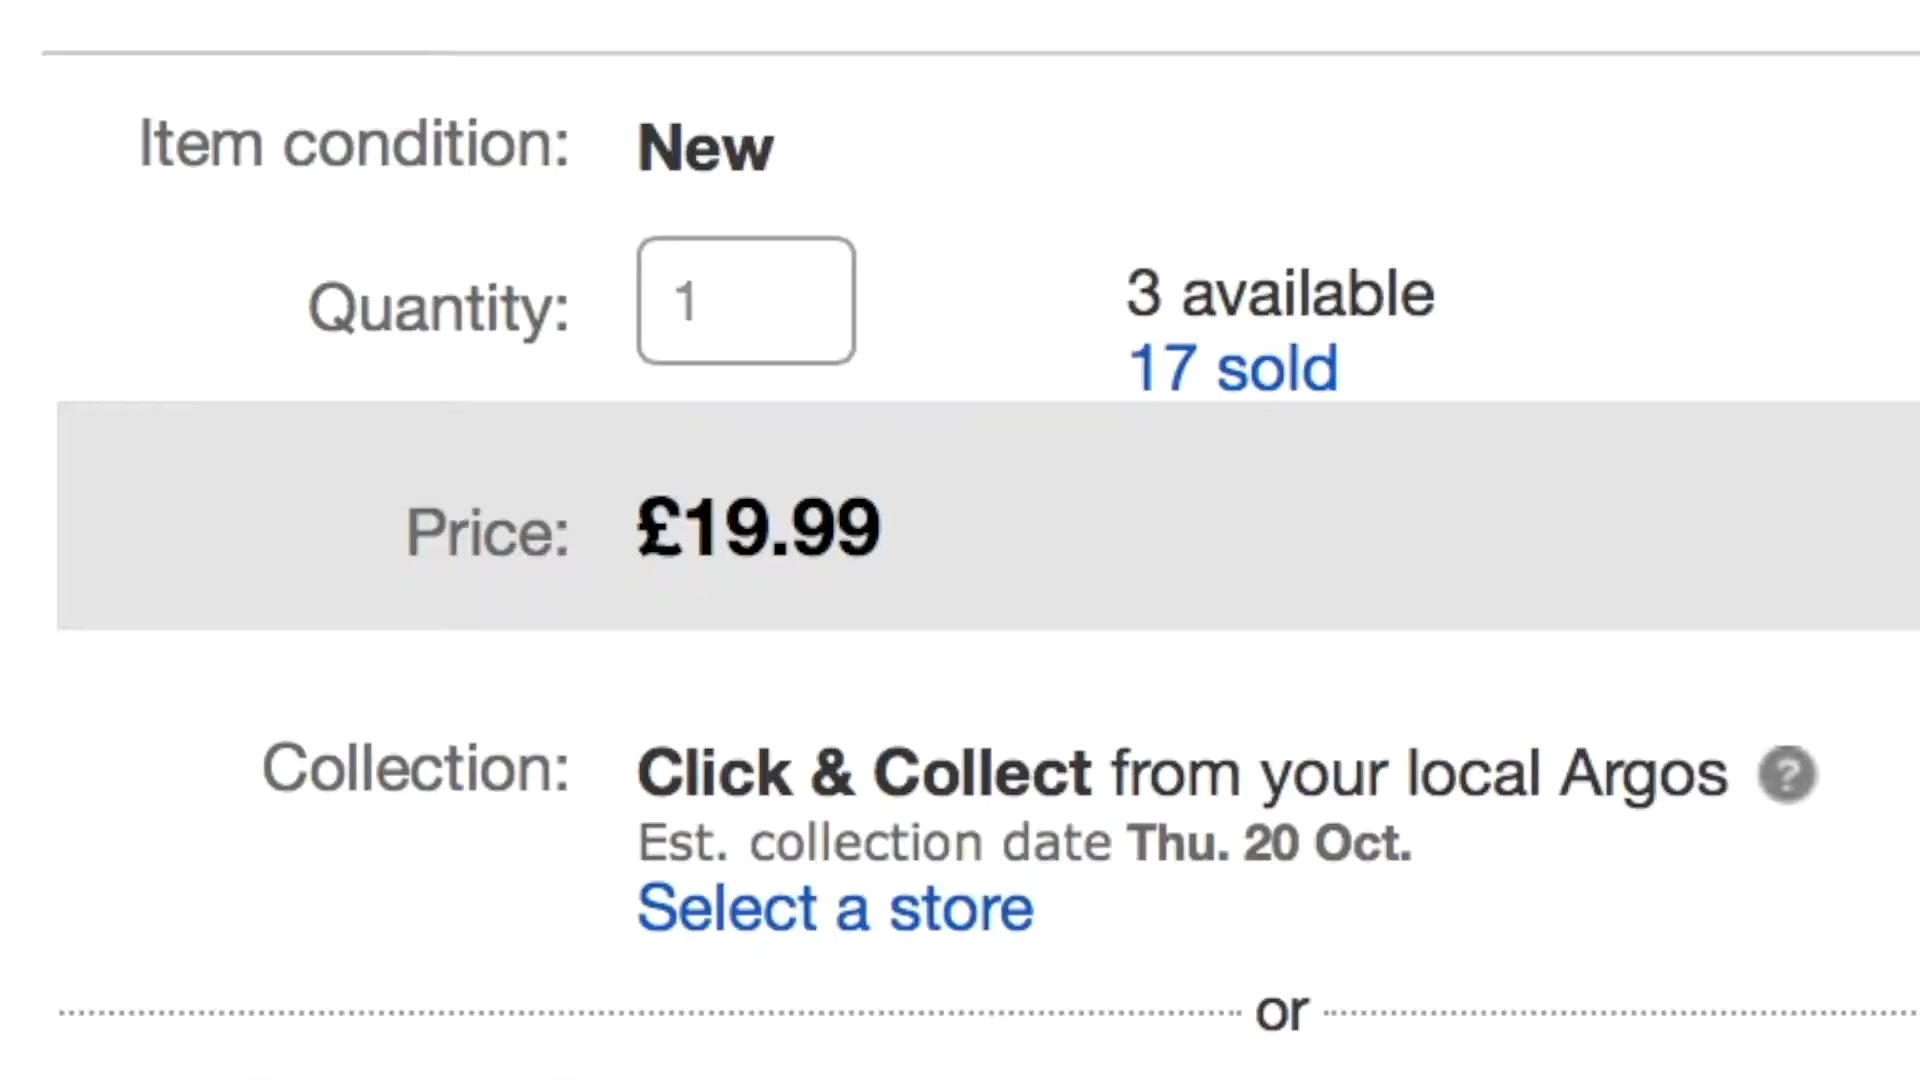 Item condition: New
Quantity: 1 3 available
17 sold
Price: £19.99
Collection: Click & Collect from your local Argos ?
Est. collection date Thu. 20 Oct.
Select a store
or